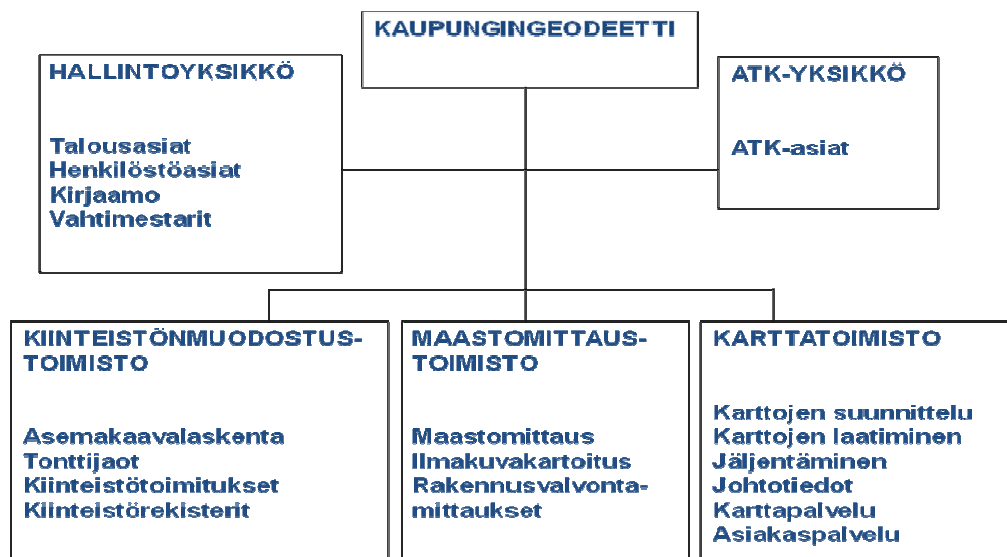 KAUPUNGINGEODEETTI
HALLINTOYKSIKKÖ
Talousasiat
Henkilöstöasiat
Kirjaamo
Vahtimestarit
ATK-YKSIKKÖ
ATK-asiat
KIINTEISTÖNMUODOSTUS-
TOIMISTO
Asemakaavalaskenta
Tonttijaot
Kiinteistötoimitukset
Kiinteistörekisterit
MAASTOMITTAUS-
TOIMISTO
Maastomittaus
Ilmakuvakartoitus
Rakennusvalvonta-
mittaukset
KARTTATOIMISTO
Karttojen suunnittelu
Karttojen laatiminen
Jäljentäminen
Johtotiedot
Karttapalvelu
Asiakaspalvelu